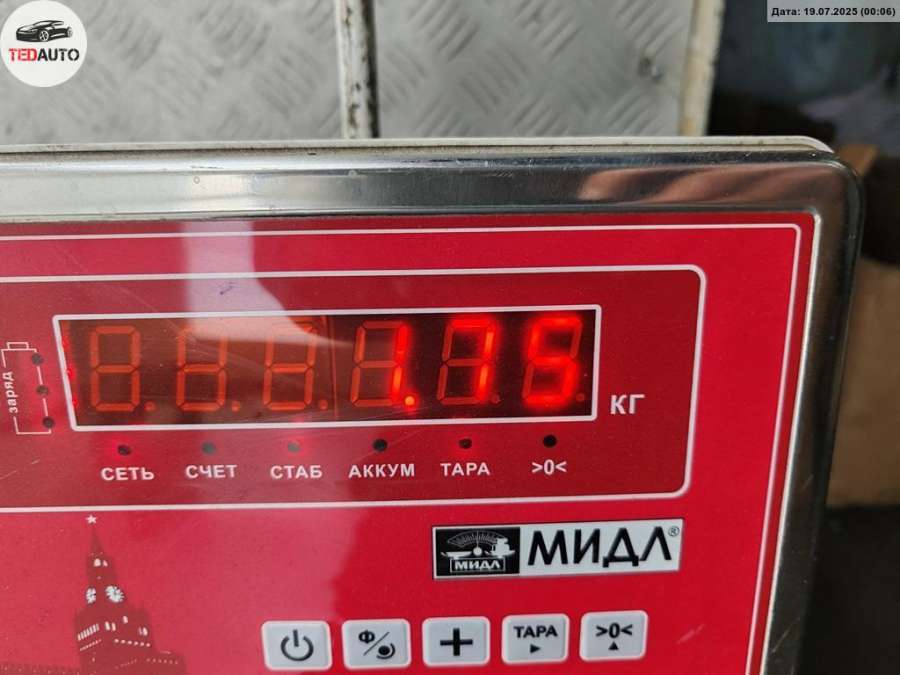 TEDAUTO
Дата: 19.07.2025 (00:06)
заряд
1.15
КГ
СЕТЬ СЧЕТ СТАБ АККУМ ТАРА >0<
МИДЛ МИДЛ®
Ф/ + ТАРА >0<